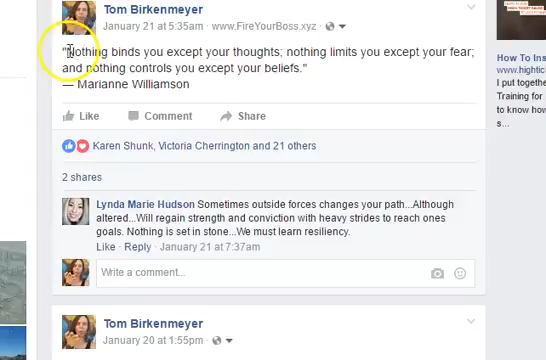 Tom Birkenmeyer
January 21 at 5:35am · www.FireYourBoss.xyz ·
"Nothing binds you except your thoughts; nothing limits you except your fear;
and nothing controls you except your beliefs."
— Marianne Williamson
Like Comment Share
Karen Shunk, Victoria Cherrington and 21 others
2 shares
Lynda Marie Hudson Sometimes outside forces changes your path...Although
altered...Will regain strength and conviction with heavy strides to reach ones
goals. Nothing is set in stone...We must learn resiliency.
Like · Reply · January 21 at 7:37am
Write a comment...
Tom Birkenmeyer
January 20 at 1:55pm ·
How To Ins
www.hightic
I put togethe
Training for
to know how
s...